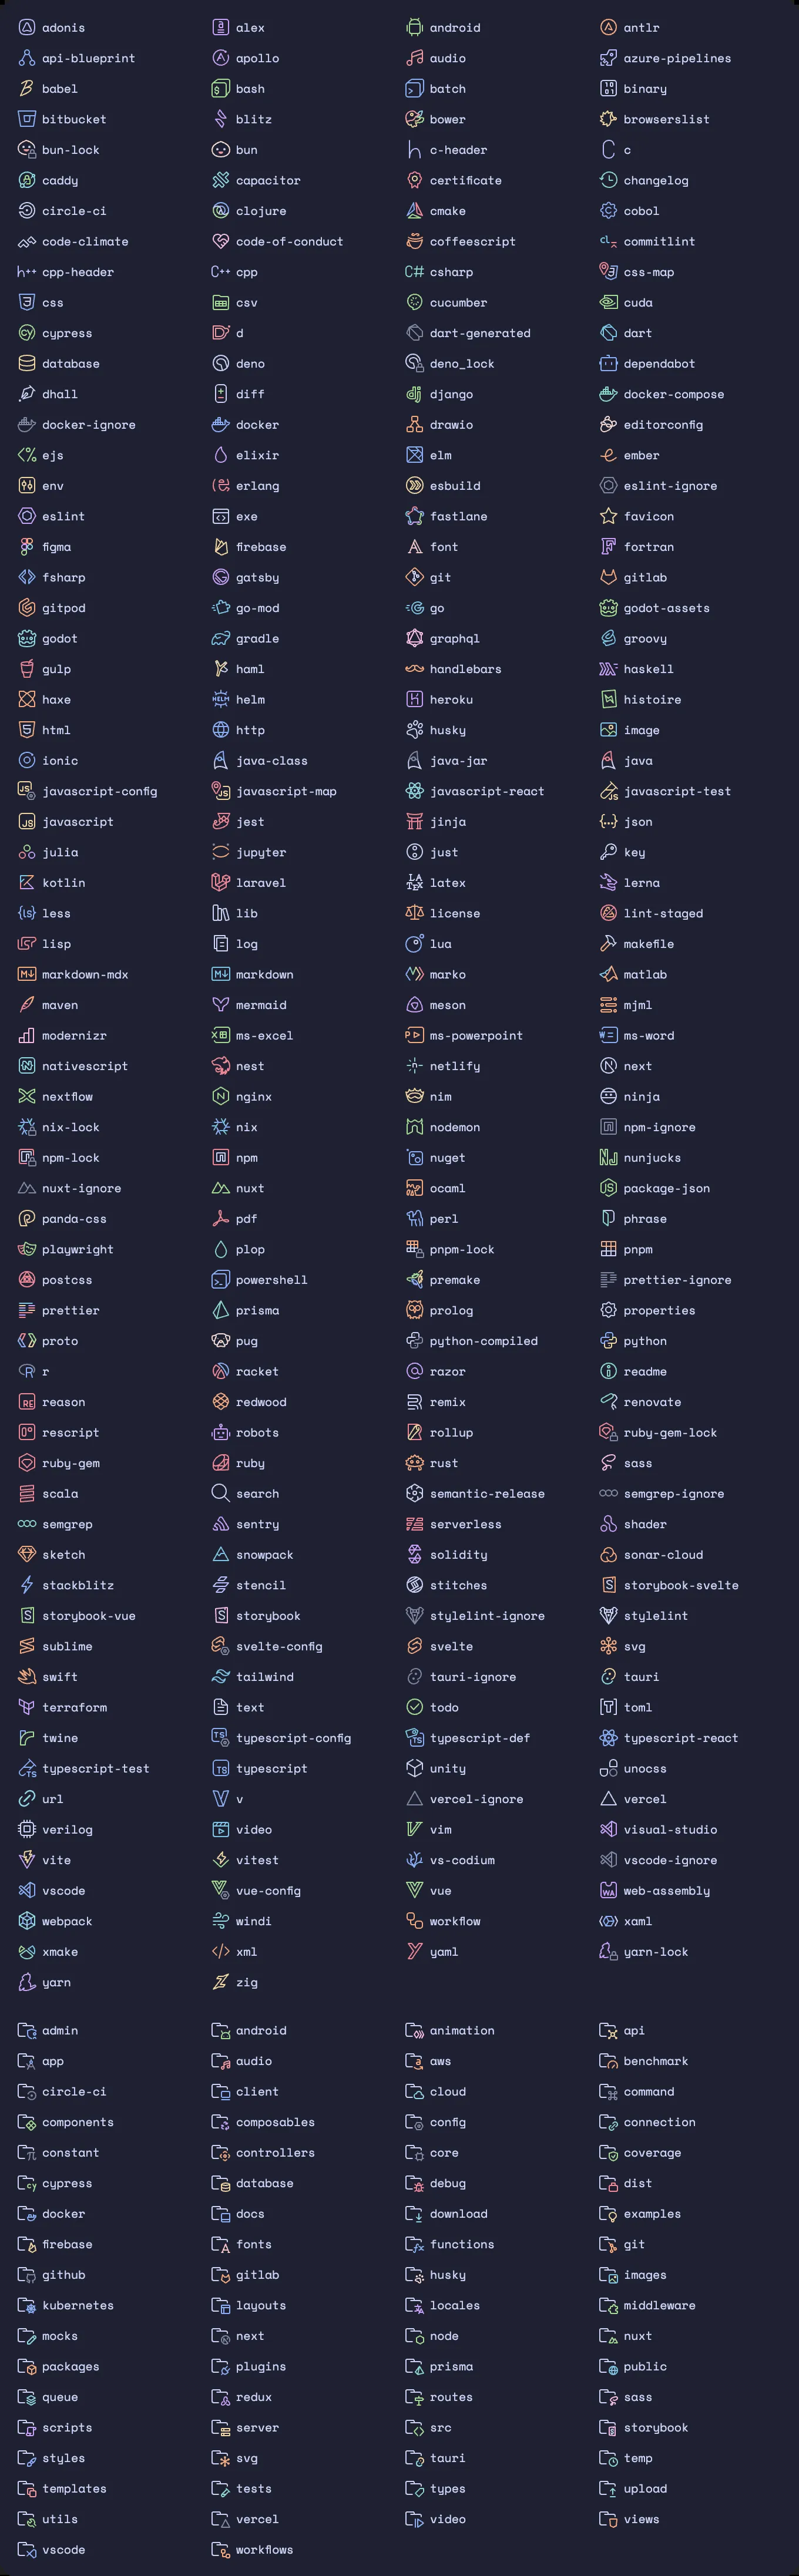 adonis alex android antlr
api-blueprint apollo audio azure-pipelines
babel bash batch binary
bitbucket blitz bower browserslist
bun-lock bun c-header c
caddy capacitor certificate changelog
circle-ci clojure cmake cobol
code-climate code-of-conduct coffeescript commitlint
cpp-header cpp csharp css-map
css csv cucumber cuda
cypress d dart-generated dart
database deno deno_lock dependabot
dhall diff django docker-compose
docker-ignore docker drawio editorconfig
ejs elixir elm ember
env erlang esbuild eslint-ignore
eslint exe fastlane favicon
figma firebase font fortran
fsharp gatsby git gitlab
gitpod go-mod go godot-assets
godot gradle graphql groovy
gulp haml handlebars haskell
haxe helm heroku histoire
html http husky image
ionic java-class java-jar java
javascript-config javascript-map javascript-react javascript-test
javascript jest jinja json
julia jupyter just key
kotlin laravel latex lerna
less lib license lint-staged
lisp log lua makefile
markdown-mdx markdown marko matlab
maven mermaid meson mjml
modernizr ms-excel ms-powerpoint ms-word
nativescript nest netlify next
nextflow nginx nim ninja
nix-lock nix nodemon npm-ignore
npm-lock npm nuget nunjucks
nuxt-ignore nuxt ocaml package-json
panda-css pdf perl phrase
playwright plop pnpm-lock pnpm
postcss powershell premake prettier-ignore
prettier prisma prolog properties
proto pug python-compiled python
r racket razor readme
reason redwood remix renovate
rescript robots rollup ruby-gem-lock
ruby-gem ruby rust sass
scala search semantic-release semgrep-ignore
semgrep sentry serverless shader
sketch snowpack solidity sonar-cloud
stackblitz stencil stitches storybook-svelte
storybook-vue storybook stylelint-ignore stylelint
sublime svelte-config svelte svg
swift tailwind tauri-ignore tauri
terraform text todo toml
twine typescript-config typescript-def typescript-react
typescript-test typescript unity unocss
url v vercel-ignore vercel
verilog video vim visual-studio
vite vitest vs-codium vscode-ignore
vscode vue-config vue web-assembly
webpack windi workflow xaml
xmake xml yaml yarn-lock
yarn zig
admin android animation api
app audio aws benchmark
circle-ci client cloud command
components composables config connection
constant controllers core coverage
cypress database debug dist
docker docs download examples
firebase fonts functions git
github gitlab husky images
kubernetes layouts locales middleware
mocks next node nuxt
packages plugins prisma public
queue redux routes sass
scripts server src storybook
styles svg tauri temp
templates tests types upload
utils vercel video views
vscode workflows